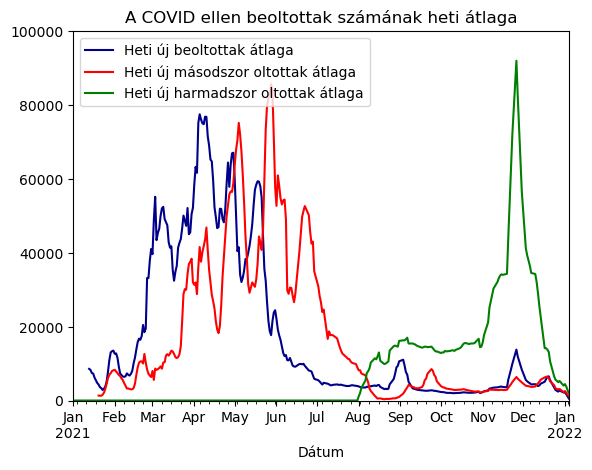 A COVID ellen beoltottak számának heti átlaga
100000
80000
60000
40000
20000
0
Heti új beoltottak átlaga
Heti új másodszor oltottak átlaga
Heti új harmadszor oltottak átlaga
Jan Feb Mar Apr May Jun Jul Aug Sep Oct Nov Dec Jan
2021 2022
Dátum